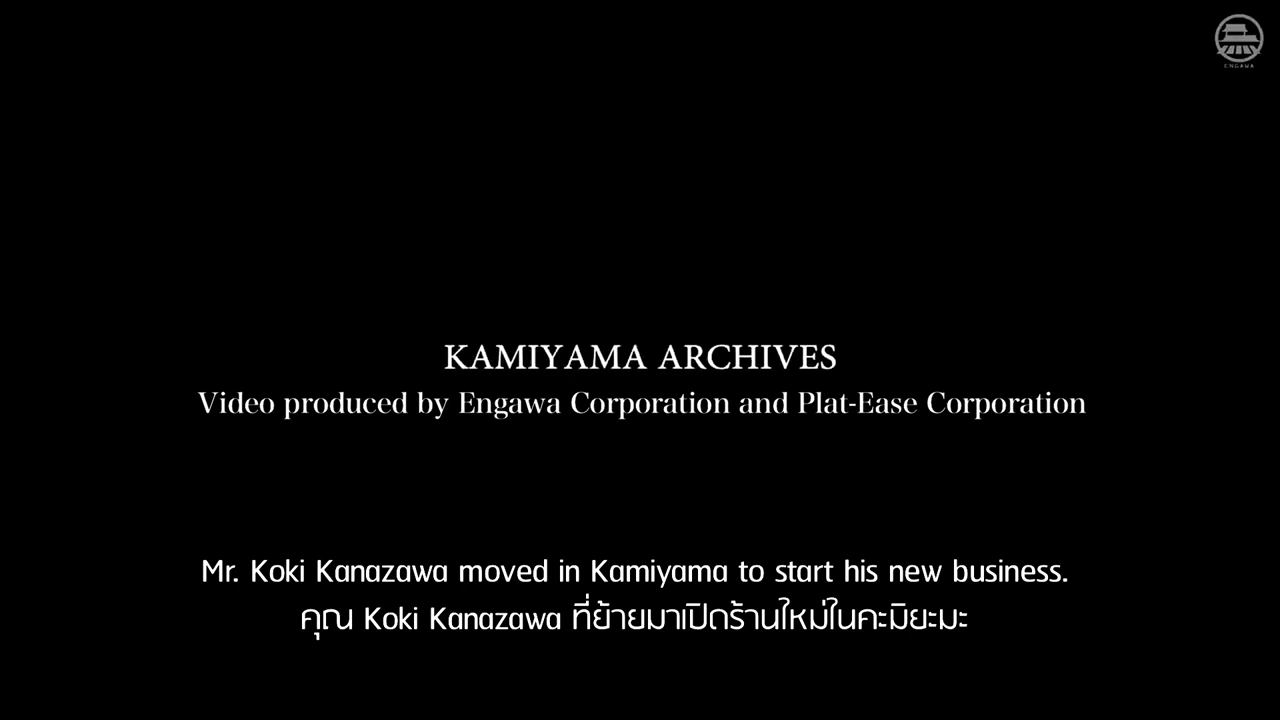 ENGAWA
KAMIYAMA ARCHIVES
Video produced by Engawa Corporation and Plat-Ease Corporation
Mr. Koki Kanazawa moved in Kamiyama to start his new business.
คุณ Koki Kanazawa ที่ย้ายมาเปิดร้านใหม่ในคะมิยะมะ